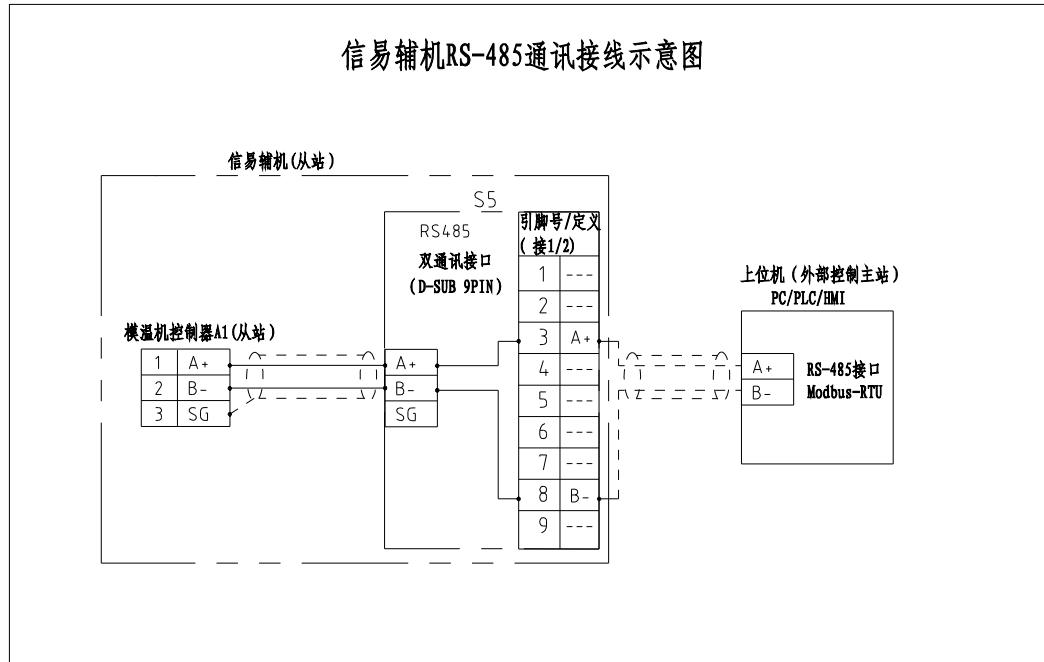 信易辅机RS-485通讯接线示意图
信易辅机(从站)
S5
RS485
双通讯接口
(D-SUB 9PIN)
引脚号/定义
(接1/2)
1 ---
2 ---
3 A+
4 ---
5 ---
6 ---
7 ---
8 B-
9 ---
模温机控制器A1(从站)
1 A+
2 B-
3 SG
A+
B-
SG
上位机(外部控制主站)
PC/PLC/HMI
A+
B-
RS-485接口
Modbus-RTU